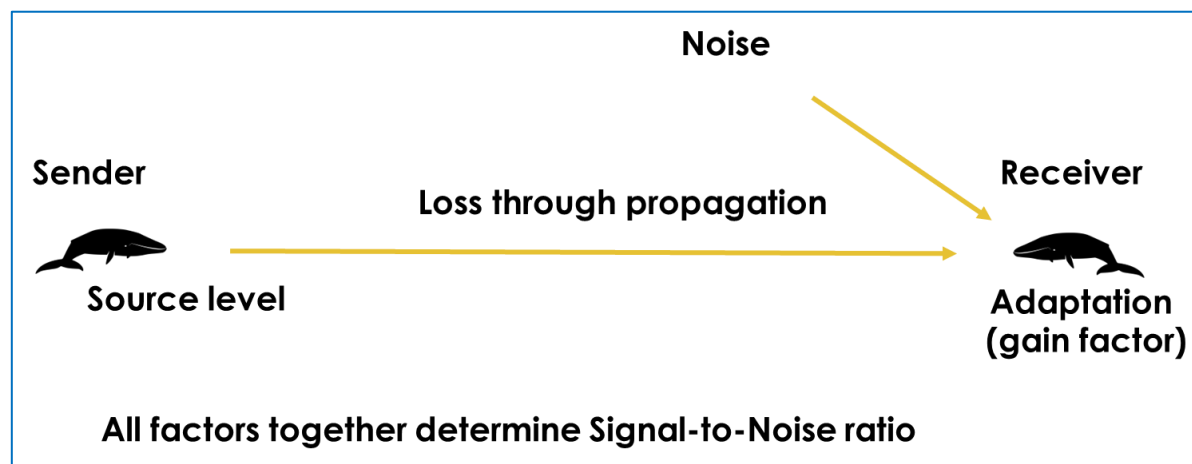 Noise
Sender
Receiver
Loss through propagation
Source level
Adaptation
(gain factor)
All factors together determine Signal-to-Noise ratio